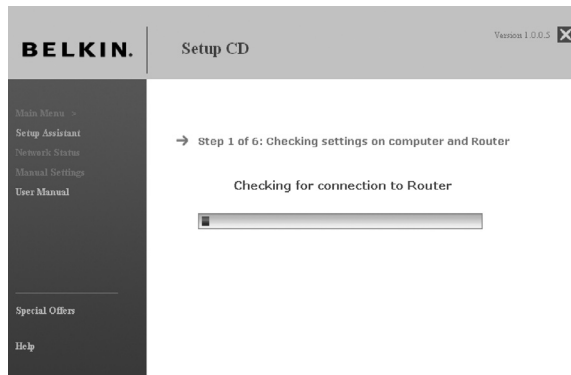 BELKIN.
Setup CD
Version 1.0.0.5
Main Menu >
Setup Assistant
Network Status
Manual Settings
User Manual
Special Offers
Help
→ Step 1 of 6: Checking settings on computer and Router
Checking for connection to Router